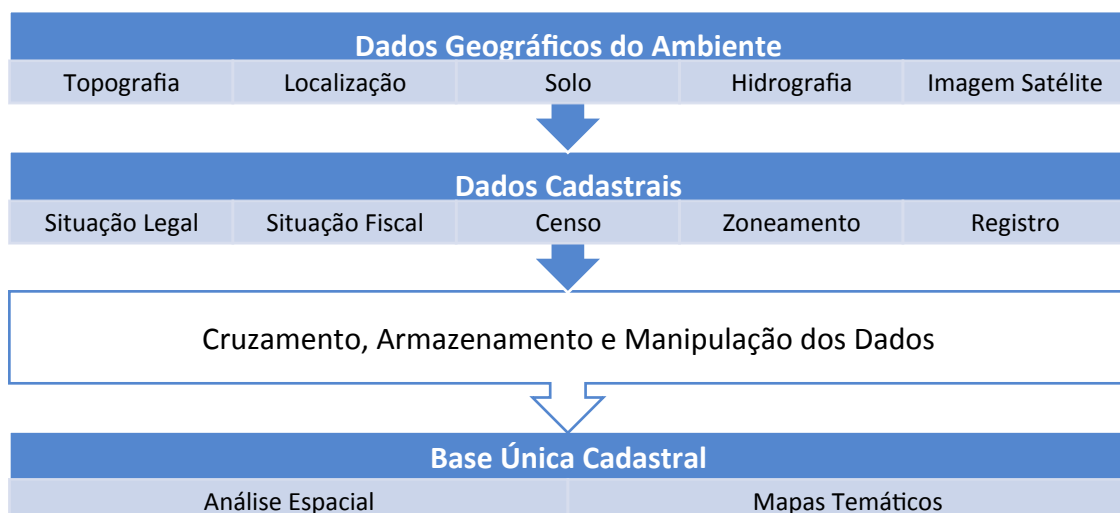 Dados Geográficos do Ambiente
Topografia Localização Solo Hidrografia Imagem Satélite
Dados Cadastrais
Situação Legal Situação Fiscal Censo Zoneamento Registro
Cruzamento, Armazenamento e Manipulação dos Dados
Base Única Cadastral
Análise Espacial Mapas Temáticos